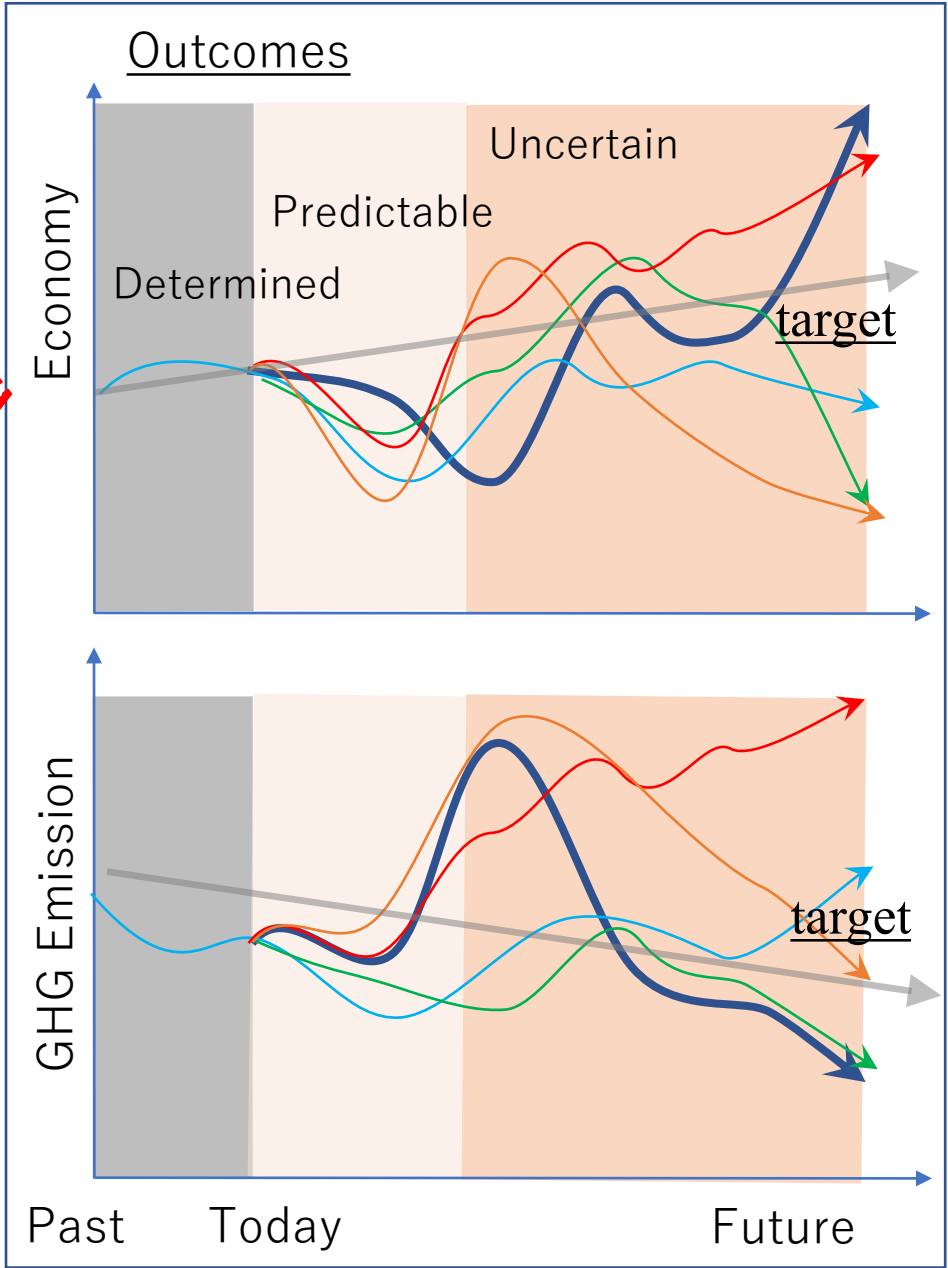 Outcomes
Uncertain
Predictable
Determined
Economy
target
GHG Emission
target
Past Today Future